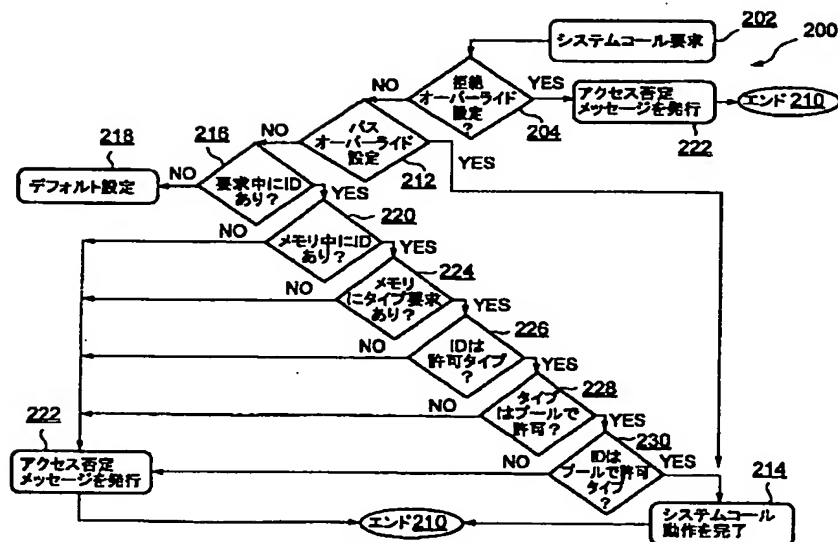 システムコール要求
202
200
拒絶
オーバーライド
設定
?
204
NO
YES
アクセス否定
メッセージを発行
222
エンド210
パス
オーバーライド
設定
212
NO
YES
216
要求中にID
あり?
NO
YES
218
デフォルト設定
220
メモリ中にID
あり?
NO
YES
224
メモリ
にタイプ要求
あり?
NO
YES
226
IDは
許可タイプ
?
NO
YES
228
タイプ
はプールで
許可?
NO
YES
230
IDは
プールで許可
タイプ?
NO
YES
222
アクセス否定
メッセージを発行
214
システムコール
動作を完了
エンド210